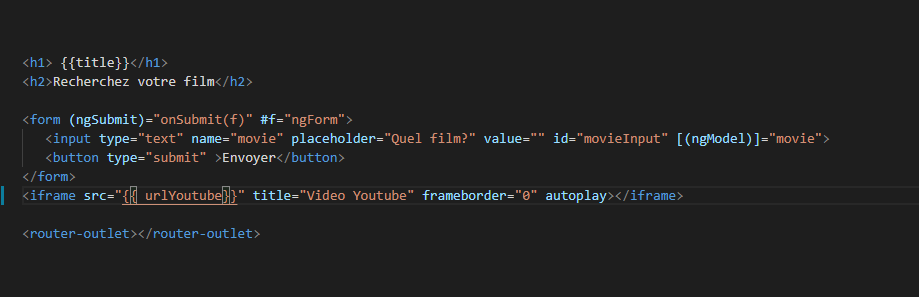 <h1> {{title}}</h1>
<h2>Recherchez votre film</h2>
<form (ngSubmit)="onSubmit(f)" #f="ngForm">
<input type="text" name="movie" placeholder="Quel film?" value="" id="movieInput" [(ngModel)]="movie">
<button type="submit" >Envoyer</button>
</form>
<iframe src="{{ urlYoutube}}" title="Video Youtube" frameborder="0" autoplay></iframe>
<router-outlet></router-outlet>